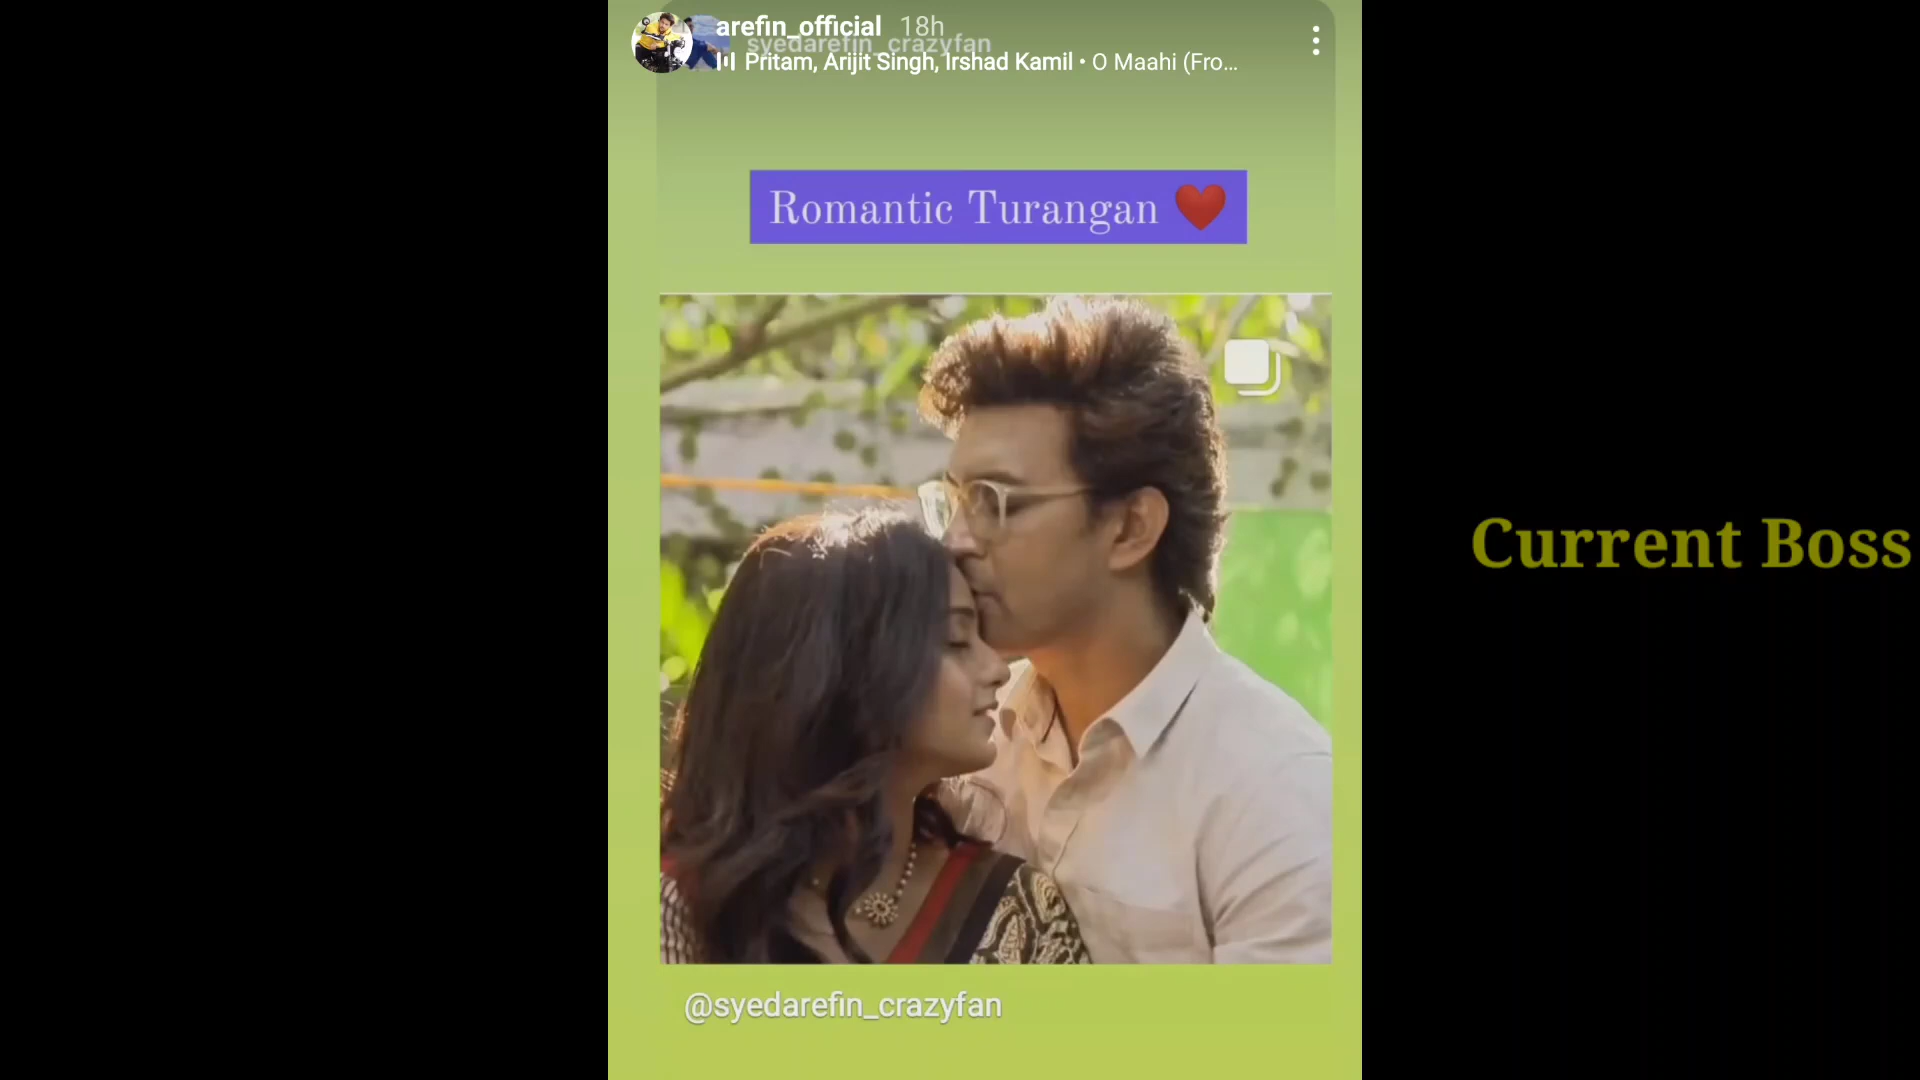 arefin_official 18h
syedarefin_crazyfan
Pritam, Arijit Singh, Irshad Kamil • O Maahi (Fro...
Romantic Turangan ❤️
Current Boss
@syedarefin_crazyfan